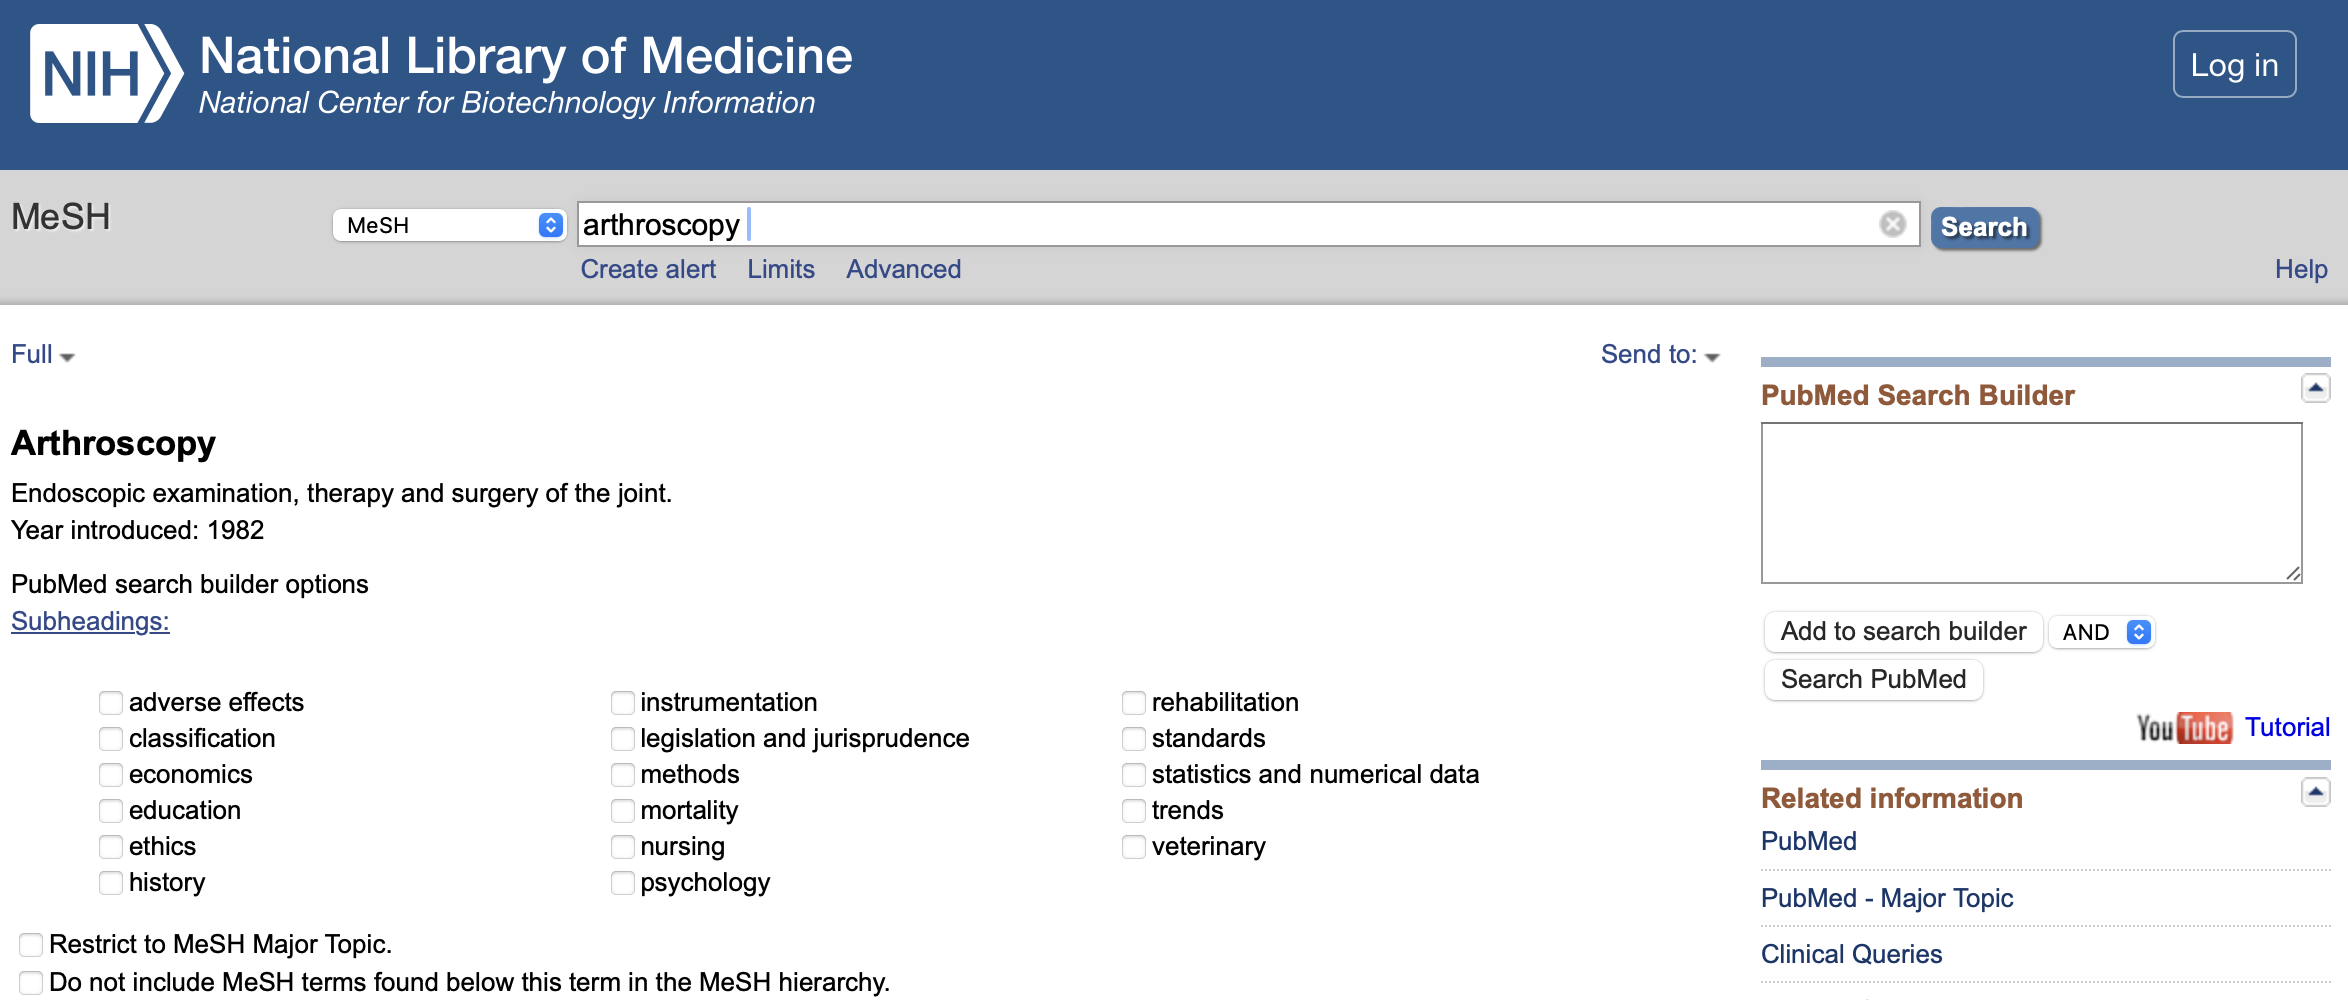 NIH National Library of Medicine
National Center for Biotechnology Information
Log in
MeSH
MeSH
arthroscopy
Search
Create alert Limits Advanced
Help
Full
Send to:
Arthroscopy
Endoscopic examination, therapy and surgery of the joint.
Year introduced: 1982
PubMed search builder options
Subheadings:
adverse effects
classification
economics
education
ethics
history
instrumentation
legislation and jurisprudence
methods
mortality
nursing
psychology
rehabilitation
standards
statistics and numerical data
trends
veterinary
Restrict to MeSH Major Topic.
Do not include MeSH terms found below this term in the MeSH hierarchy.
PubMed Search Builder
Add to search builder AND
Search PubMed
YouTube Tutorial
Related information
PubMed
PubMed - Major Topic
Clinical Queries